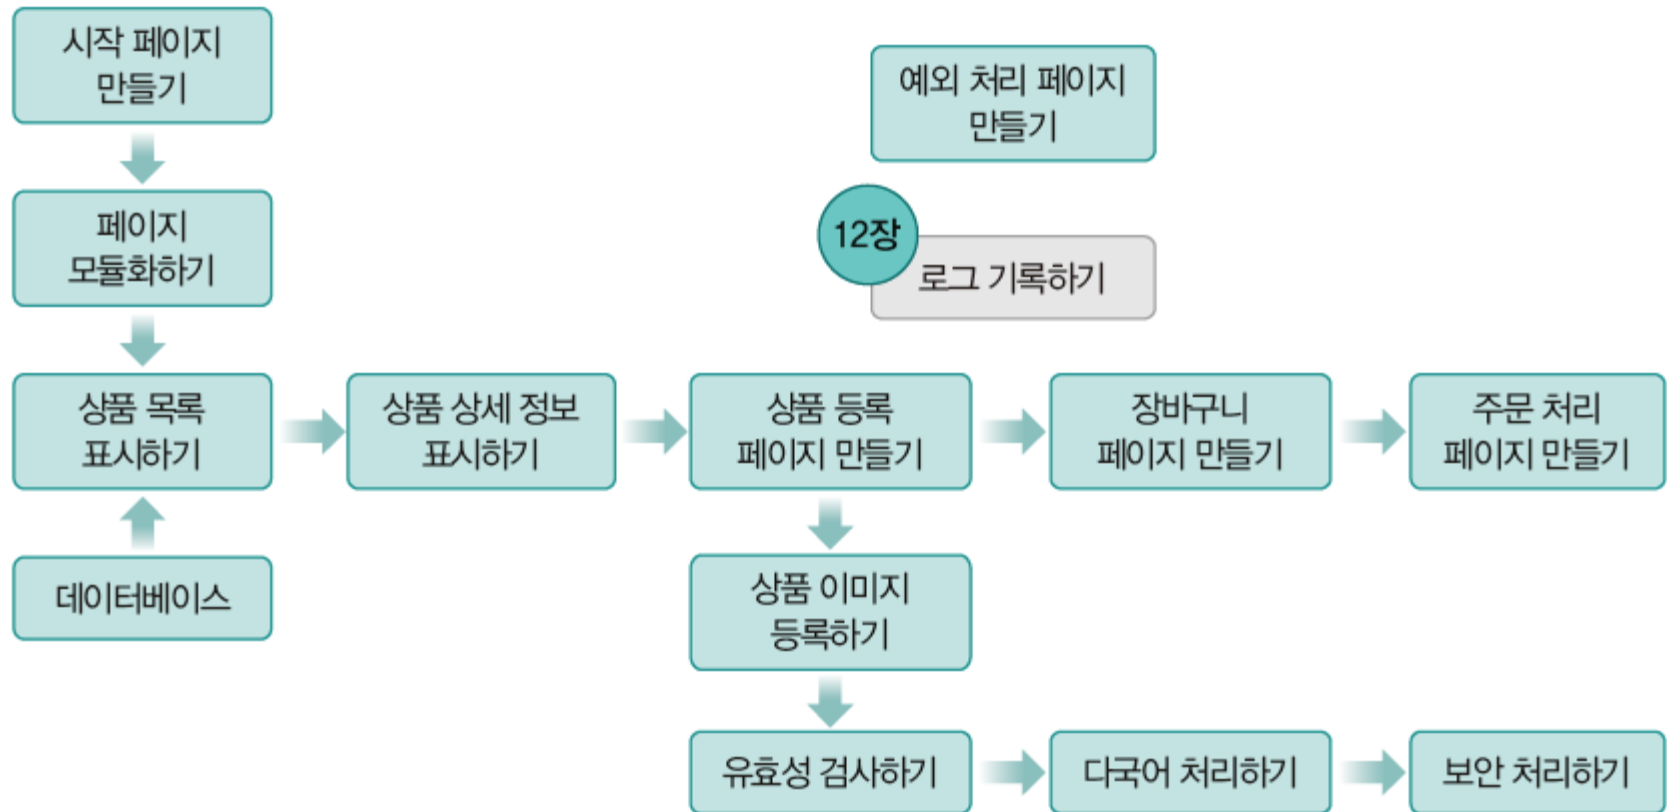 시작 페이지
만들기
예외 처리 페이지
만들기
페이지
모듈화하기
12장
로그 기록하기
상품 목록
표시하기
상품 상세 정보
표시하기
상품 등록
페이지 만들기
장바구니
페이지 만들기
주문 처리
페이지 만들기
데이터베이스
상품 이미지
등록하기
유효성 검사하기
다국어 처리하기
보안 처리하기